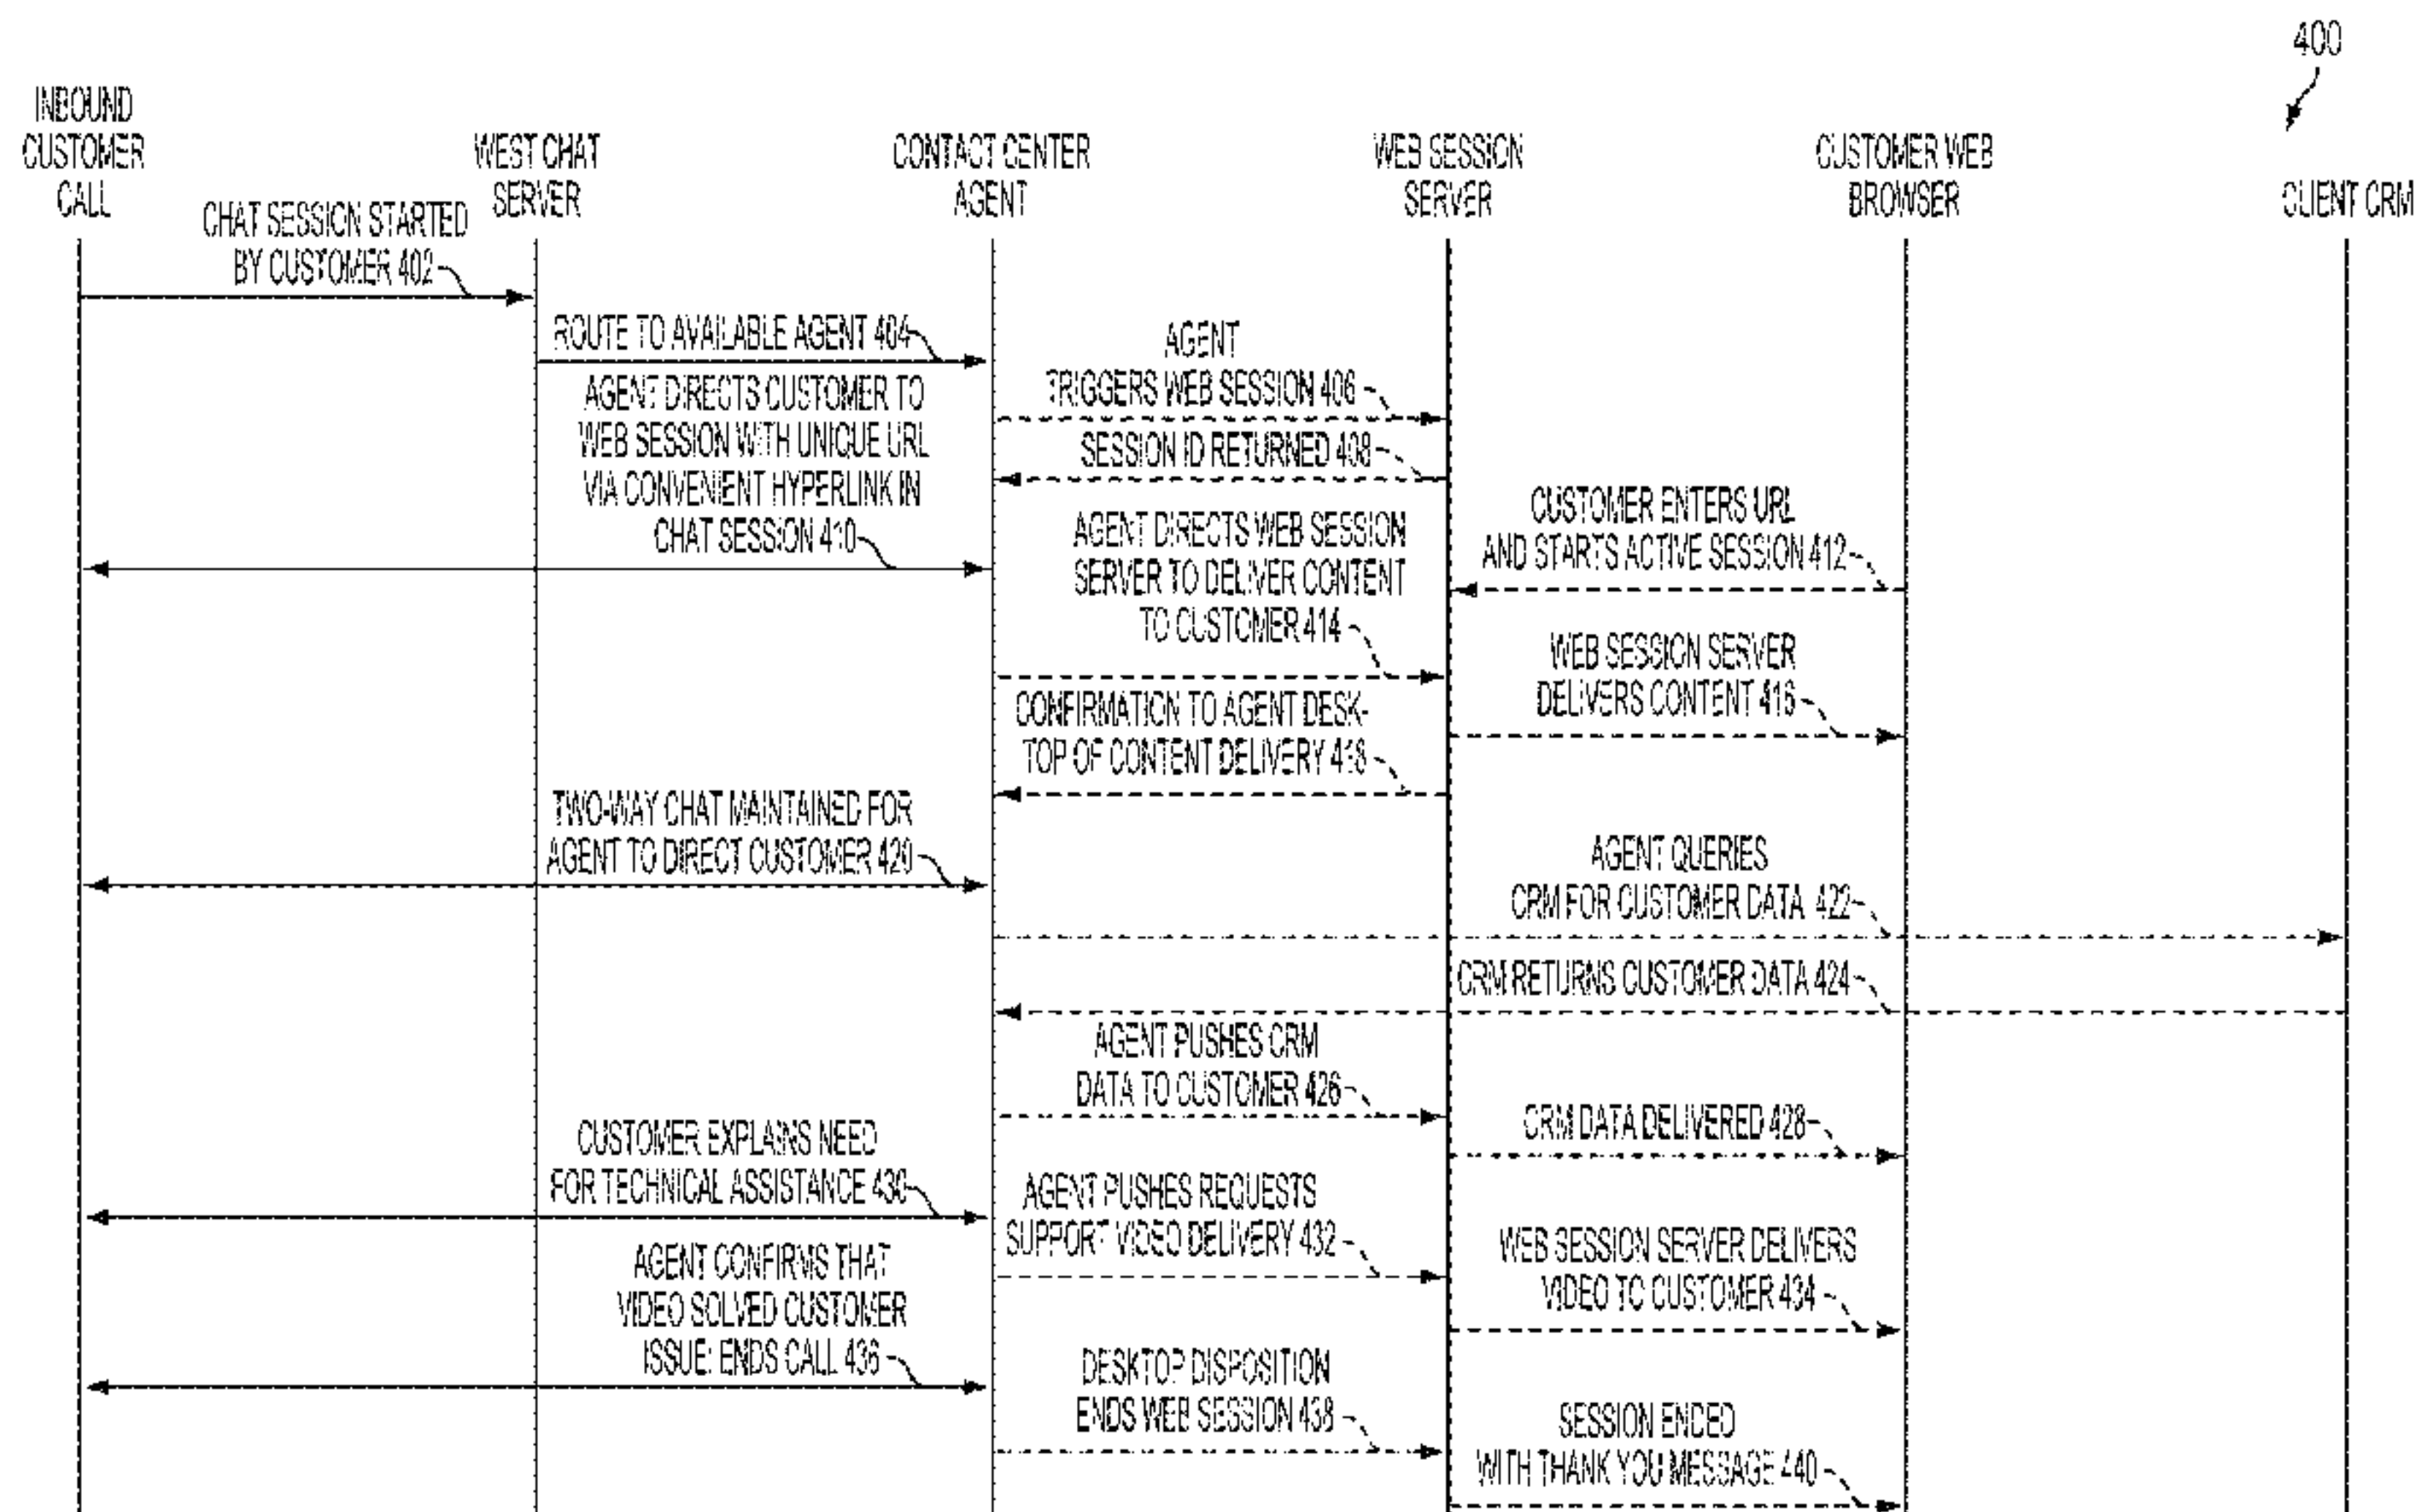 400
INBOUND
CUSTOMER
CALL
WEST CHAT
SERVER
CONTACT CENTER
AGENT
WEB SESSION
SERVER
CUSTOMER WEB
BROWSER
CLIENT CRM
CHAT SESSION STARTED
BY CUSTOMER 402
ROUTE TO AVAILABLE AGENT 404
AGENT
TRIGGERS WEB SESSION 406
SESSION ID RETURNED 408
AGENT DIRECTS CUSTOMER TO
WEB SESSION WITH UNIQUE URL
VIA CONVENIENT HYPERLINK IN
CHAT SESSION 410
CUSTOMER ENTERS URL
AND STARTS ACTIVE SESSION 412
AGENT DIRECTS WEB SESSION
SERVER TO DELIVER CONTENT
TO CUSTOMER 414
WEB SESSION SERVER
DELIVERS CONTENT 416
CONFIRMATION TO AGENT DESK-
TOP OF CONTENT DELIVERY 418
TWO-WAY CHAT MAINTAINED FOR
AGENT TO DIRECT CUSTOMER 420
AGENT QUERIES
CRM FOR CUSTOMER DATA 422
CRM RETURNS CUSTOMER DATA 424
AGENT PUSHES CRM
DATA TO CUSTOMER 426
CRM DATA DELIVERED 428
CUSTOMER EXPLAINS NEED
FOR TECHNICAL ASSISTANCE 430
AGENT PUSHES REQUESTS
SUPPORT VIDEO DELIVERY 432
WEB SESSION SERVER DELIVERS
VIDEO TO CUSTOMER 434
AGENT CONFIRMS THAT
VIDEO SOLVED CUSTOMER
ISSUE: ENDS CALL 436
DESKTOP DISPOSITION
ENDS WEB SESSION 438
SESSION ENDED
WITH THANK YOU MESSAGE 440